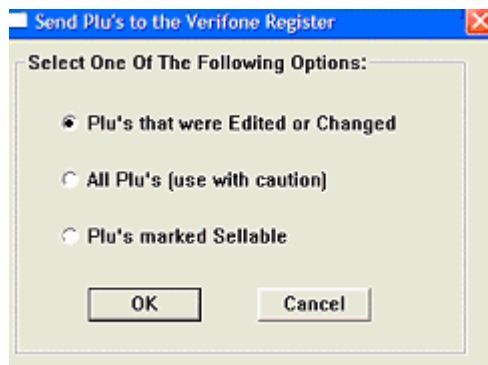 Send Plu's to the Verifone Register
Select One Of The Following Options:
Plu's that were Edited or Changed
All Plu's (use with caution)
Plu's marked Sellable
OK Cancel